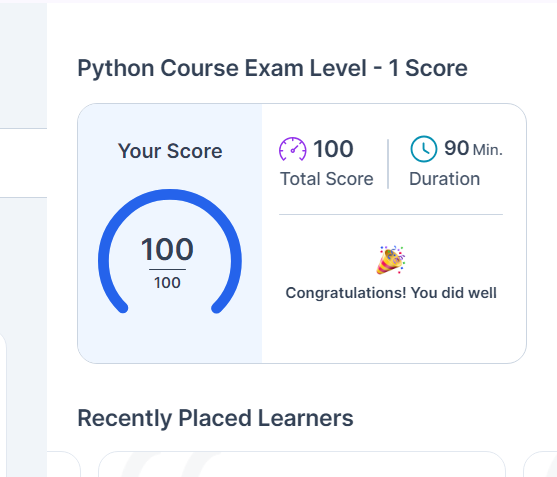 Python Course Exam Level - 1 Score
Your Score
100
100
100
Total Score
90 Min.
Duration
Congratulations! You did well
Recently Placed Learners